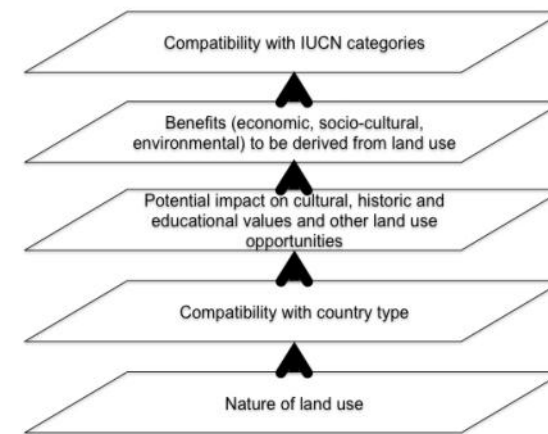 Compatibility with IUCN categories
Benefits (economic, socio-cultural,
environmental) to be derived from land use
Potential impact on cultural, historic and
educational values and other land use
opportunities
Compatibility with country type
Nature of land use